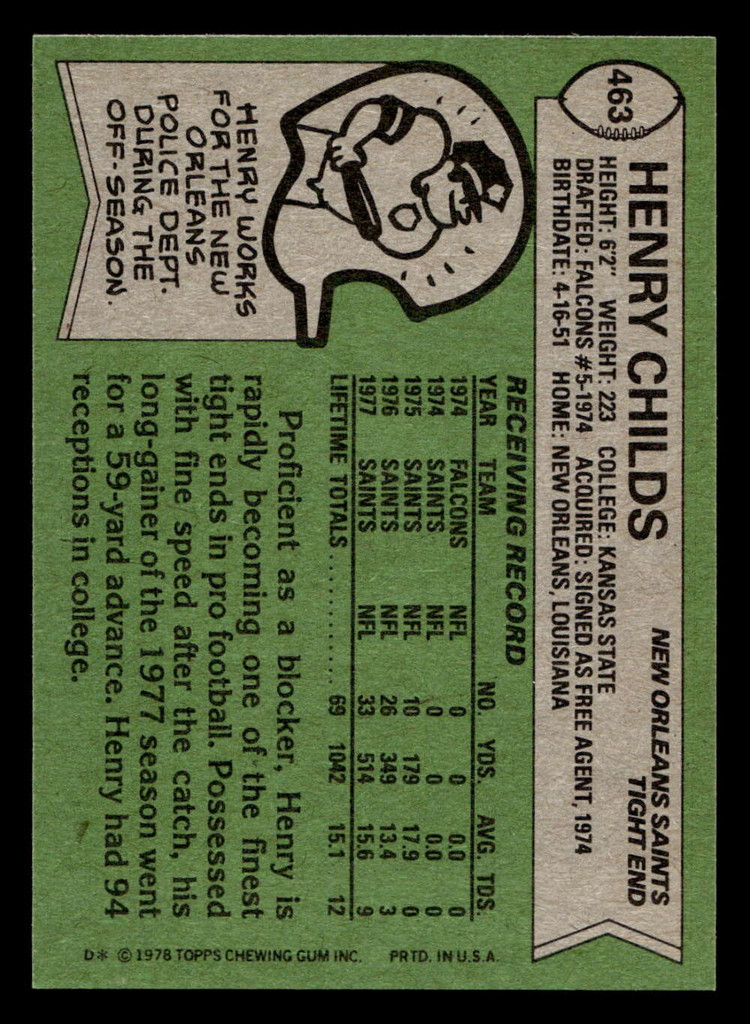 463
HENRY CHILDS
NEW ORLEANS SAINTS
TIGHT END
HEIGHT: 6'2" WEIGHT: 223 COLLEGE: KANSAS STATE
DRAFTED: FALCONS #5-1974 ACQUIRED: SIGNED AS FREE AGENT, 1974
BIRTHDATE: 4-16-51 HOME: NEW ORLEANS, LOUISIANA
HENRY WORKS
FOR THE NEW
ORLEANS
POLICE DEPT.
DURING THE
OFF-SEASON.
RECEIVING RECORD
YEAR TEAM NO. YDS. AVG. TDS.
1974 FALCONS NFL 0 0 0.0 0
1974 SAINTS NFL 0 0 0.0 0
1975 SAINTS NFL 10 179 17.9 0
1976 SAINTS NFL 26 349 13.4 3
1977 SAINTS NFL 33 514 15.6 9
LIFETIME TOTALS .......... 69 1042 15.1 12
Proficient as a blocker, Henry is
rapidly becoming one of the finest
tight ends in pro football. Possessed
with fine speed after the catch, his
long-gainer of the 1977 season went
for a 59-yard advance. Henry had 94
receptions in college.
D* © 1978 TOPPS CHEWING GUM INC. PRTD. IN U.S.A.